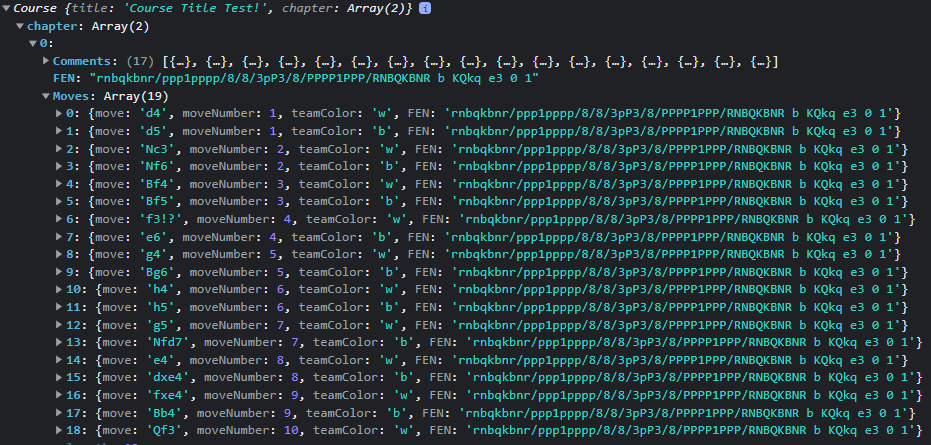 ▼Course {title: 'Course Title Test!', chapter: Array(2)} i
▼chapter: Array(2)
▼0:
▶Comments: (17) [{…}, {…}, {…}, {…}, {…}, {…}, {…}, {…}, {…}, {…}, {…}, {…}, {…}, {…}, {…}, {…}, {…}]
FEN: "rnbqkbnr/ppp1pppp/8/8/3pP3/8/PPPP1PPP/RNBQKBNR b KQkq e3 0 1"
▼Moves: Array(19)
▶0: {move: 'd4', moveNumber: 1, teamColor: 'w', FEN: 'rnbqkbnr/ppp1pppp/8/8/3pP3/8/PPPP1PPP/RNBQKBNR b KQkq e3 0 1'}
▶1: {move: 'd5', moveNumber: 1, teamColor: 'b', FEN: 'rnbqkbnr/ppp1pppp/8/8/3pP3/8/PPPP1PPP/RNBQKBNR b KQkq e3 0 1'}
▶2: {move: 'Nc3', moveNumber: 2, teamColor: 'w', FEN: 'rnbqkbnr/ppp1pppp/8/8/3pP3/8/PPPP1PPP/RNBQKBNR b KQkq e3 0 1'}
▶3: {move: 'Nf6', moveNumber: 2, teamColor: 'b', FEN: 'rnbqkbnr/ppp1pppp/8/8/3pP3/8/PPPP1PPP/RNBQKBNR b KQkq e3 0 1'}
▶4: {move: 'Bf4', moveNumber: 3, teamColor: 'w', FEN: 'rnbqkbnr/ppp1pppp/8/8/3pP3/8/PPPP1PPP/RNBQKBNR b KQkq e3 0 1'}
▶5: {move: 'Bf5', moveNumber: 3, teamColor: 'b', FEN: 'rnbqkbnr/ppp1pppp/8/8/3pP3/8/PPPP1PPP/RNBQKBNR b KQkq e3 0 1'}
▶6: {move: 'f3!?', moveNumber: 4, teamColor: 'w', FEN: 'rnbqkbnr/ppp1pppp/8/8/3pP3/8/PPPP1PPP/RNBQKBNR b KQkq e3 0 1'}
▶7: {move: 'e6', moveNumber: 4, teamColor: 'b', FEN: 'rnbqkbnr/ppp1pppp/8/8/3pP3/8/PPPP1PPP/RNBQKBNR b KQkq e3 0 1'}
▶8: {move: 'g4', moveNumber: 5, teamColor: 'w', FEN: 'rnbqkbnr/ppp1pppp/8/8/3pP3/8/PPPP1PPP/RNBQKBNR b KQkq e3 0 1'}
▶9: {move: 'Bg6', moveNumber: 5, teamColor: 'b', FEN: 'rnbqkbnr/ppp1pppp/8/8/3pP3/8/PPPP1PPP/RNBQKBNR b KQkq e3 0 1'}
▶10: {move: 'h4', moveNumber: 6, teamColor: 'w', FEN: 'rnbqkbnr/ppp1pppp/8/8/3pP3/8/PPPP1PPP/RNBQKBNR b KQkq e3 0 1'}
▶11: {move: 'h5', moveNumber: 6, teamColor: 'b', FEN: 'rnbqkbnr/ppp1pppp/8/8/3pP3/8/PPPP1PPP/RNBQKBNR b KQkq e3 0 1'}
▶12: {move: 'g5', moveNumber: 7, teamColor: 'w', FEN: 'rnbqkbnr/ppp1pppp/8/8/3pP3/8/PPPP1PPP/RNBQKBNR b KQkq e3 0 1'}
▶13: {move: 'Nfd7', moveNumber: 7, teamColor: 'b', FEN: 'rnbqkbnr/ppp1pppp/8/8/3pP3/8/PPPP1PPP/RNBQKBNR b KQkq e3 0 1'}
▶14: {move: 'e4', moveNumber: 8, teamColor: 'w', FEN: 'rnbqkbnr/ppp1pppp/8/8/3pP3/8/PPPP1PPP/RNBQKBNR b KQkq e3 0 1'}
▶15: {move: 'dxe4', moveNumber: 8, teamColor: 'b', FEN: 'rnbqkbnr/ppp1pppp/8/8/3pP3/8/PPPP1PPP/RNBQKBNR b KQkq e3 0 1'}
▶16: {move: 'fxe4', moveNumber: 9, teamColor: 'w', FEN: 'rnbqkbnr/ppp1pppp/8/8/3pP3/8/PPPP1PPP/RNBQKBNR b KQkq e3 0 1'}
▶17: {move: 'Bb4', moveNumber: 9, teamColor: 'b', FEN: 'rnbqkbnr/ppp1pppp/8/8/3pP3/8/PPPP1PPP/RNBQKBNR b KQkq e3 0 1'}
▶18: {move: 'Qf3', moveNumber: 10, teamColor: 'w', FEN: 'rnbqkbnr/ppp1pppp/8/8/3pP3/8/PPPP1PPP/RNBQKBNR b KQkq e3 0 1'}